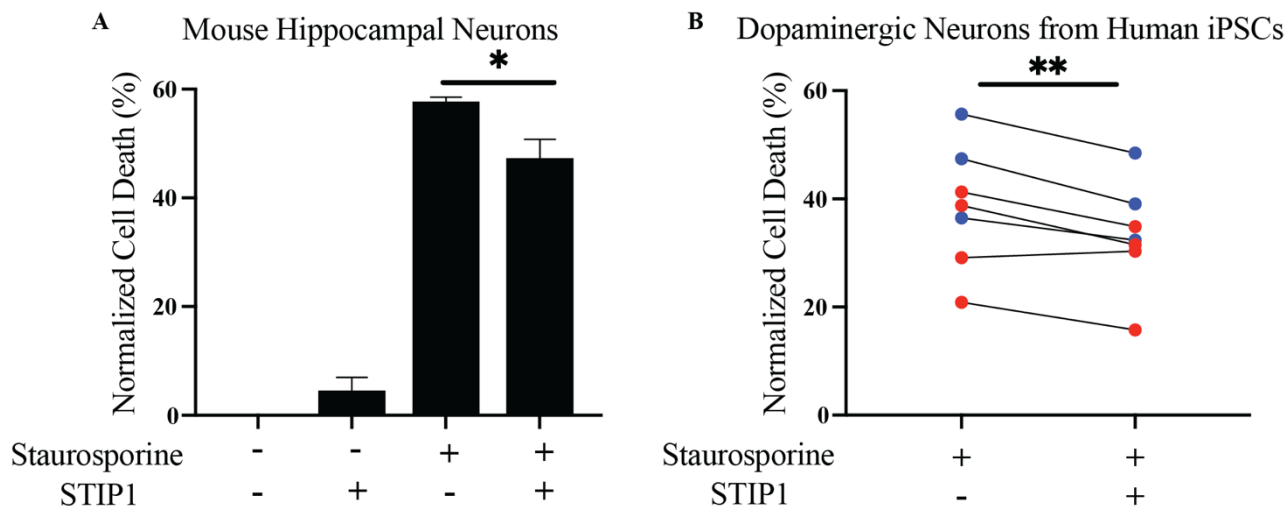 A Mouse Hippocampal Neurons
*
Normalized Cell Death (%)
60
40
20
0
Staurosporine - - + +
STIP1 - + - +
B Dopaminergic Neurons from Human iPSCs
**
Normalized Cell Death (%)
60
40
20
0
Staurosporine + +
STIP1 - +